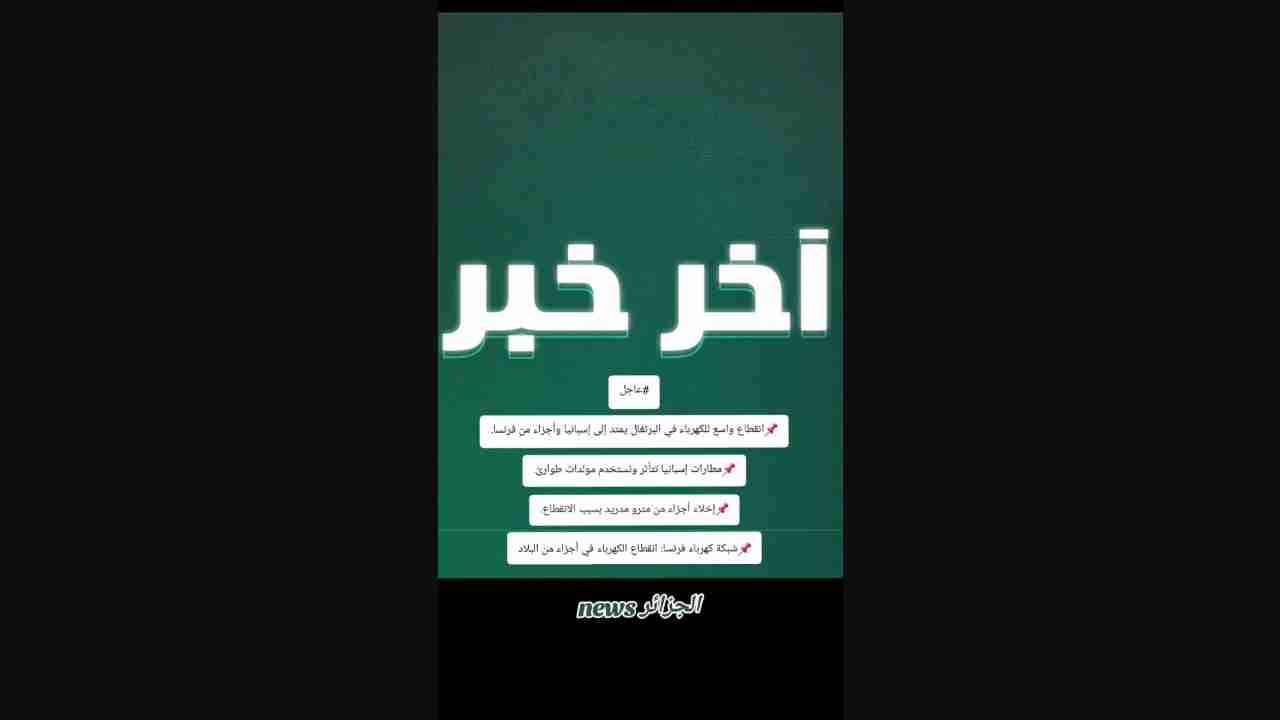 آخر خبر
#عاجل
📌انقطاع واسع للكهرباء في البرتغال يمتد إلى إسبانيا وأجزاء من فرنسا.
📌مطارات إسبانيا تتأثر وتستخدم مولدات طوارئ.
📌إخلاء أجزاء من مترو مدريد بسبب الانقطاع.
📌شبكة كهرباء فرنسا: انقطاع الكهرباء في أجزاء من البلاد
الجزائر news